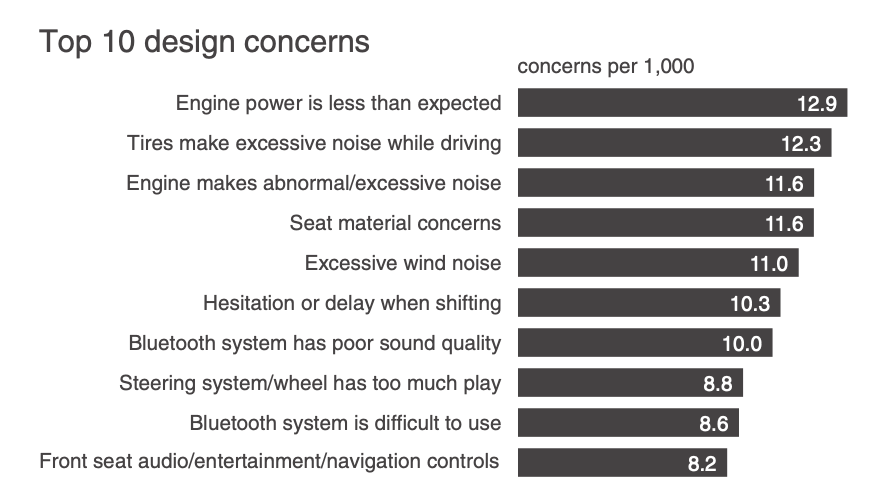 Top 10 design concerns
concerns per 1,000
Engine power is less than expected 12.9
Tires make excessive noise while driving 12.3
Engine makes abnormal/excessive noise 11.6
Seat material concerns 11.6
Excessive wind noise 11.0
Hesitation or delay when shifting 10.3
Bluetooth system has poor sound quality 10.0
Steering system/wheel has too much play 8.8
Bluetooth system is difficult to use 8.6
Front seat audio/entertainment/navigation controls 8.2